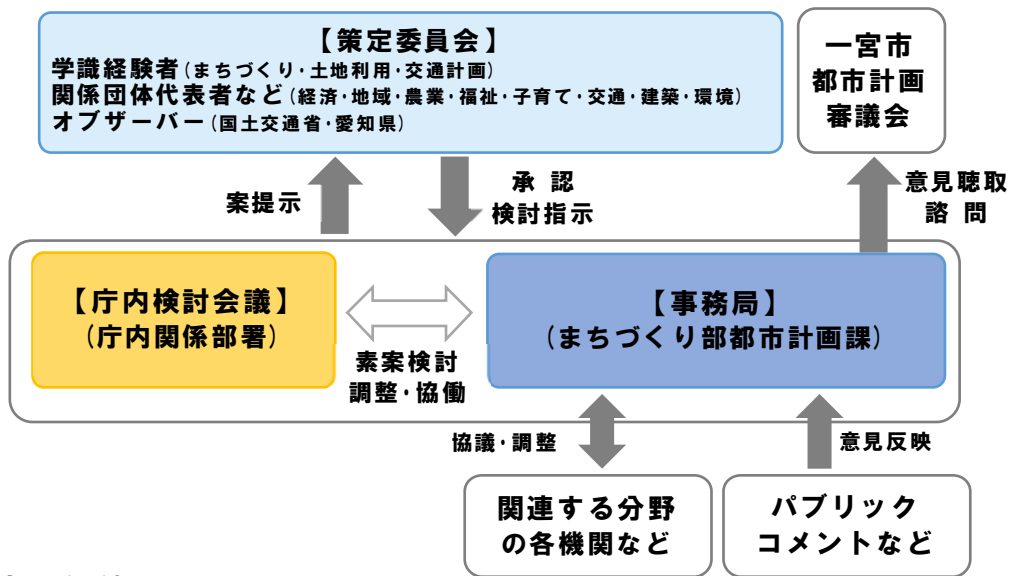 【策定委員会】
学識経験者(まちづくり・土地利用・交通計画)
関係団体代表者など(経済・地域・農業・福祉・子育て・交通・建築・環境)
オブザーバー(国土交通省・愛知県)
一宮市
都市計画
審議会
案提示
承 認
検討指示
意見聴取
諮 問
【庁内検討会議】
(庁内関係部署)
素案検討
調整・協働
【事務局】
(まちづくり部都市計画課)
協議・調整
意見反映
関連する分野
の各機関など
パブリック
コメントなど